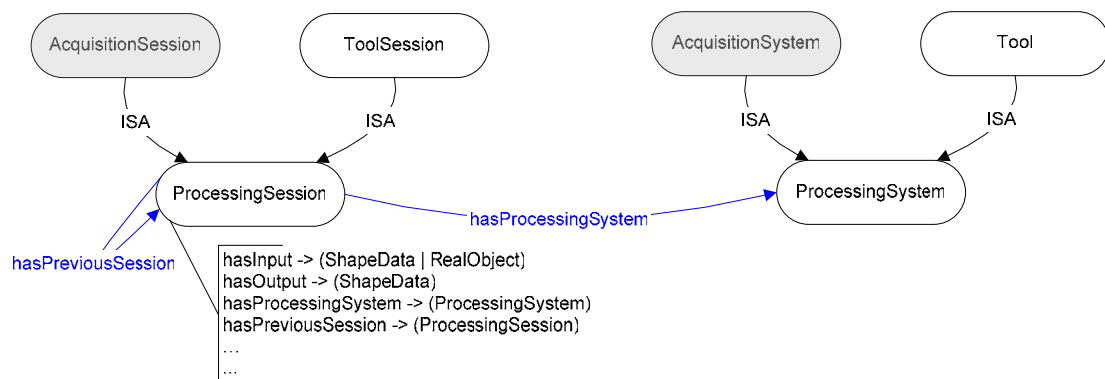 AcquisitionSession
ToolSession
AcquisitionSystem
Tool
ISA
ISA
ISA
ISA
ProcessingSession
ProcessingSystem
hasProcessingSystem
hasPreviousSession
hasInput -> (ShapeData | RealObject)
hasOutput -> (ShapeData)
hasProcessingSystem -> (ProcessingSystem)
hasPreviousSession -> (ProcessingSession)
...
...